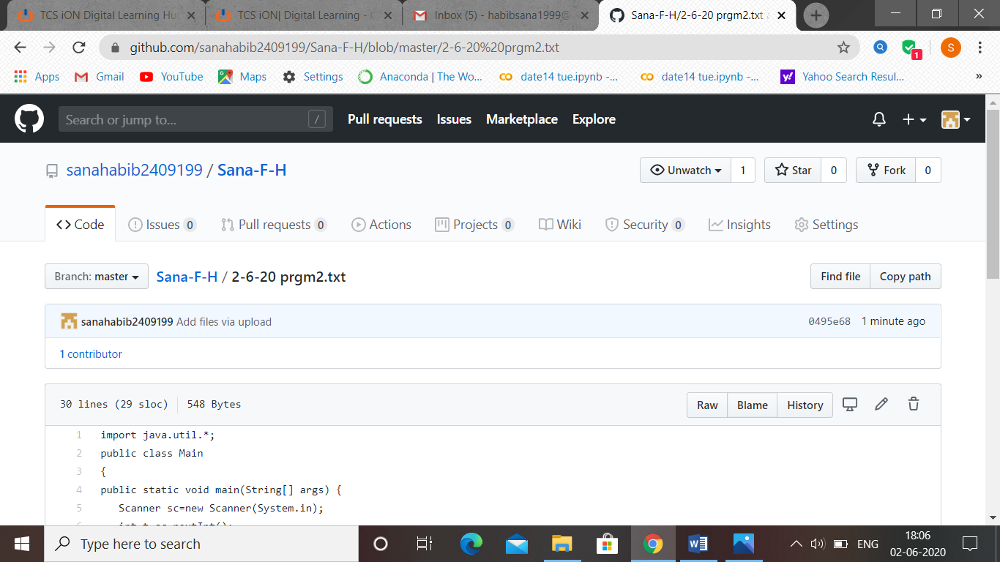 TCS iON Digital Learning Hu
TCS iON| Digital Learning -
Inbox (5) - habibsana1999@
Sana-F-H/2-6-20 prgm2.txt
github.com/sanahabib2409199/Sana-F-H/blob/master/2-6-20%20prgm2.txt
1
S
Apps Gmail YouTube Maps Settings Anaconda | The Wo... date14 tue.ipynb -... date14 tue.ipynb -... Yahoo Search Resul... »
Search or jump to... / Pull requests Issues Marketplace Explore
sanahabib2409199 / Sana-F-H Unwatch 1 Star 0 Fork 0
<> Code Issues 0 Pull requests 0 Actions Projects 0 Wiki Security 0 Insights Settings
Branch: master Sana-F-H / 2-6-20 prgm2.txt Find file Copy path
sanahabib2409199 Add files via upload 0495e68 1 minute ago
1 contributor
30 lines (29 sloc) 548 Bytes Raw Blame History
1 import java.util.*;
2 public class Main
3 {
4 public static void main(String[] args) {
5 Scanner sc=new Scanner(System.in);
Type here to search
ENG
18:06
02-06-2020